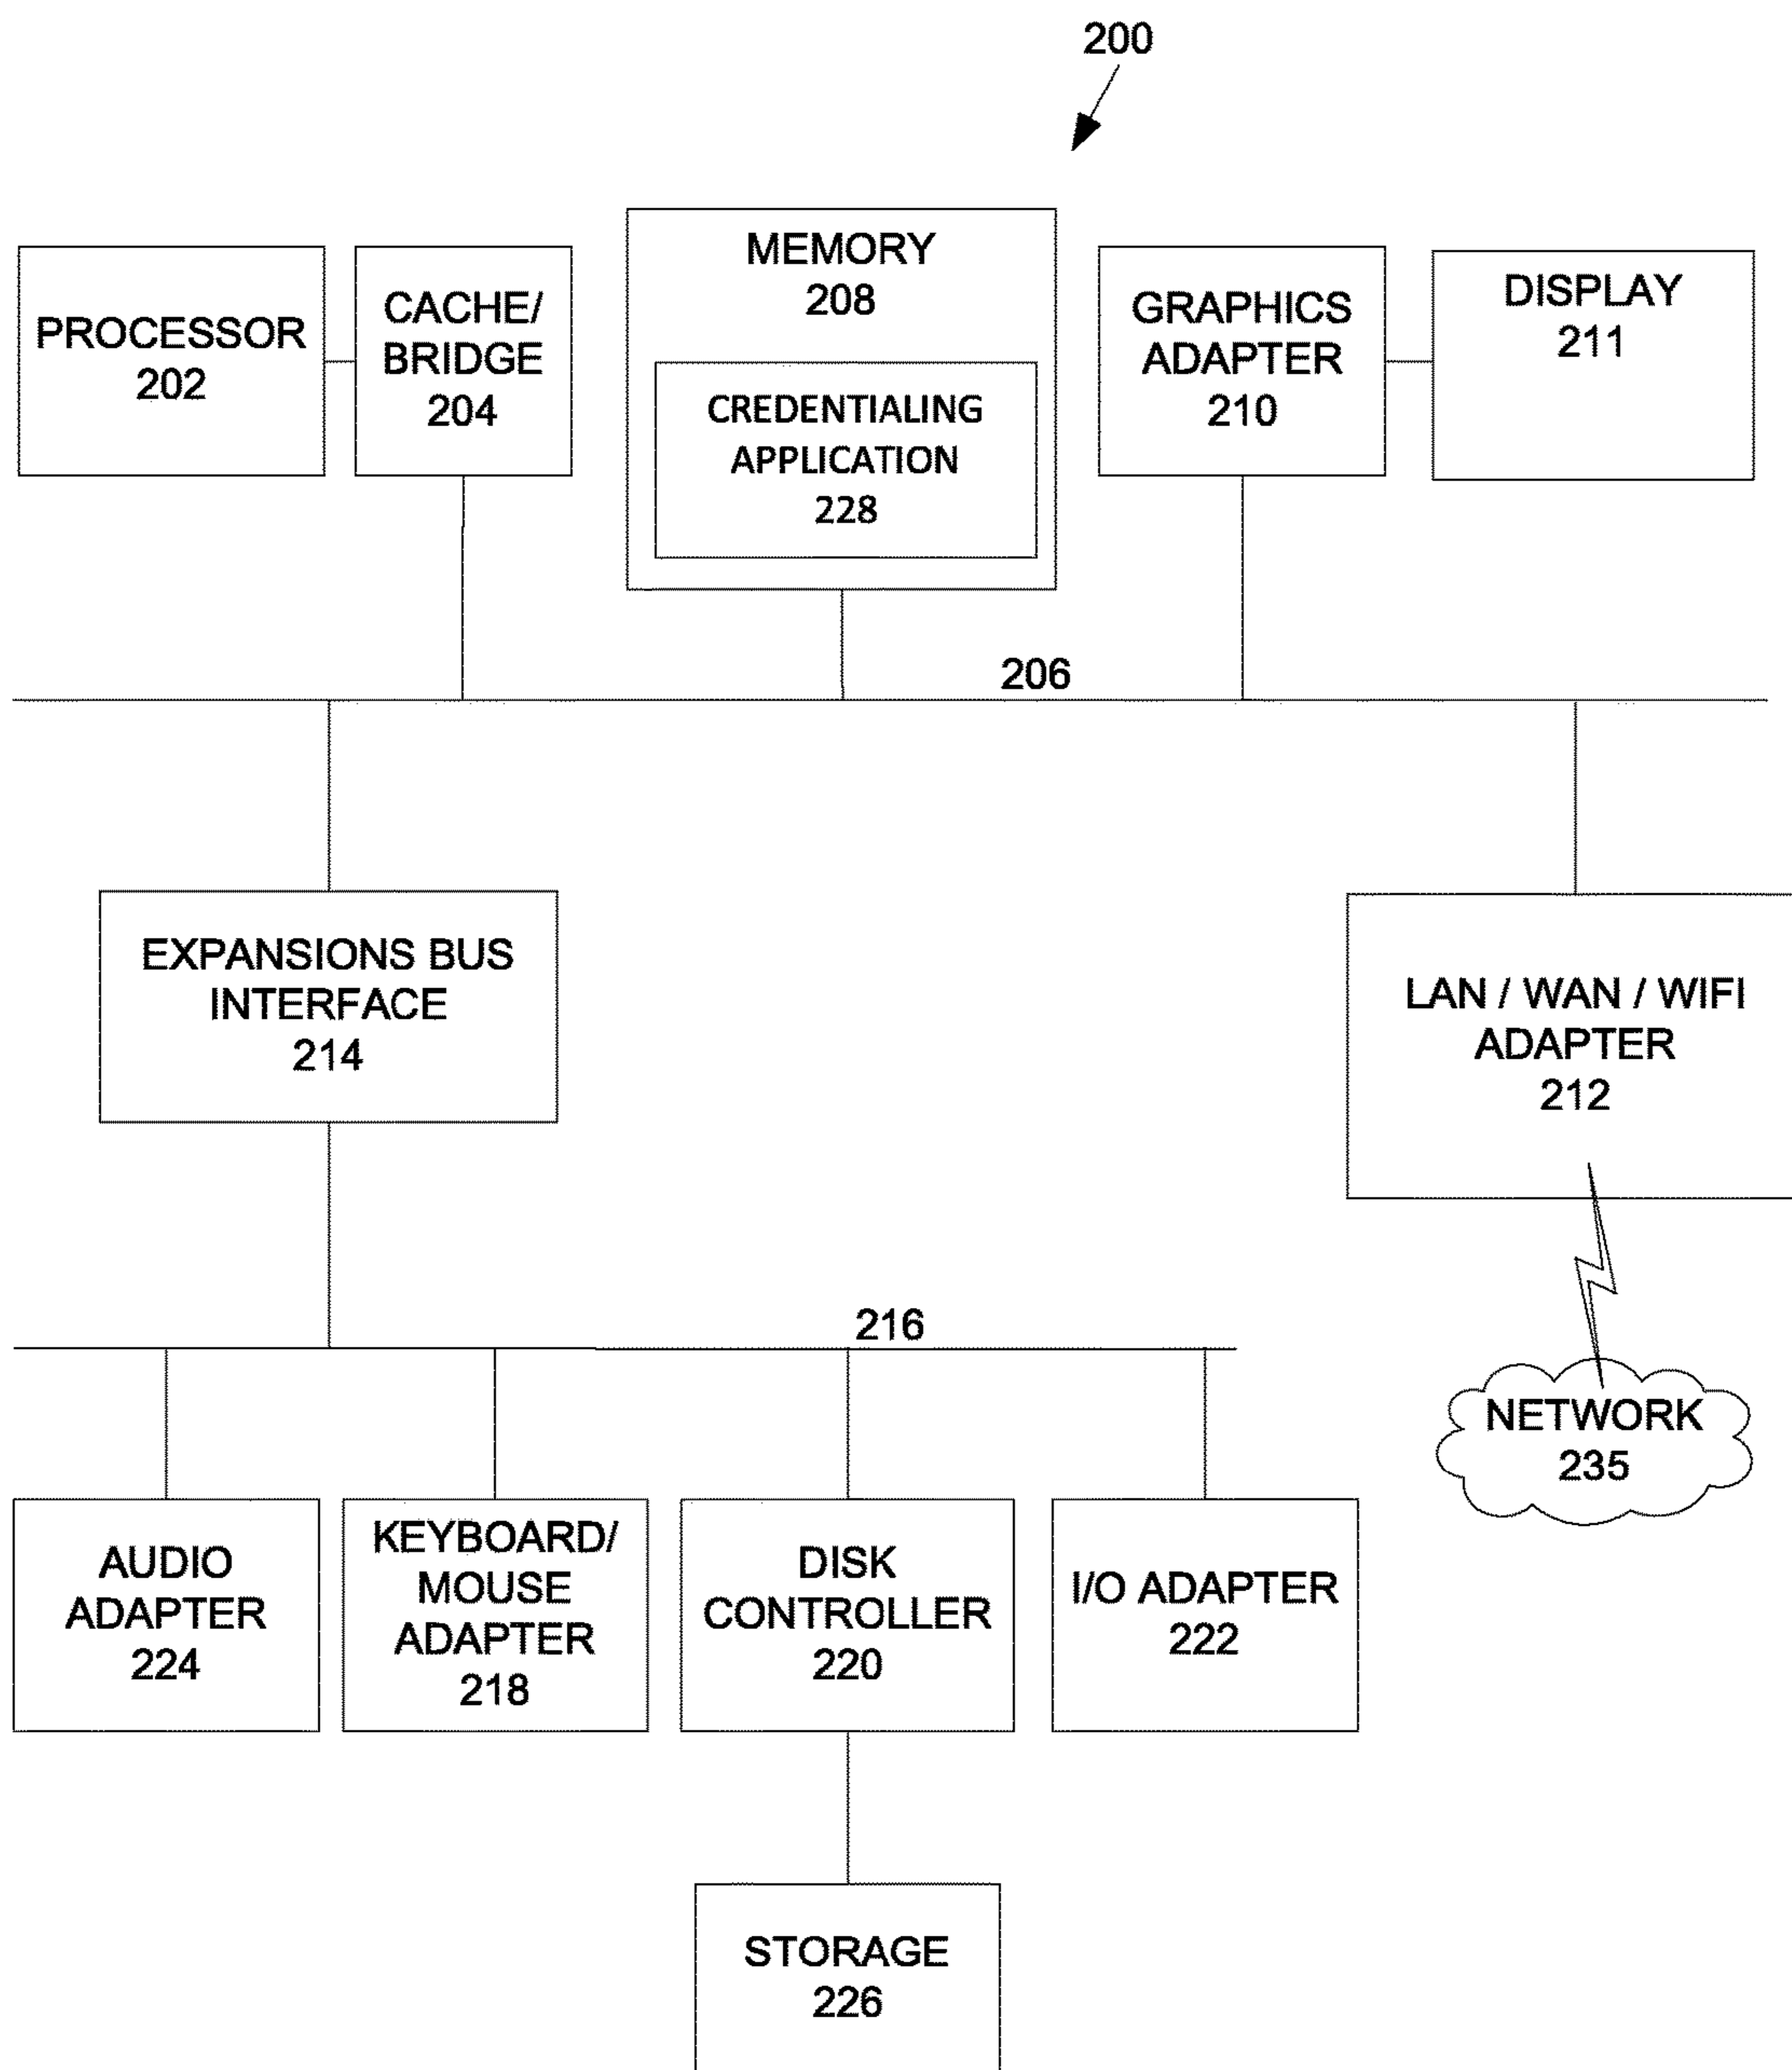 200
PROCESSOR
202
CACHE/
BRIDGE
204
MEMORY
208
CREDENTIALING
APPLICATION
228
GRAPHICS
ADAPTER
210
DISPLAY
211
206
EXPANSIONS BUS
INTERFACE
214
LAN / WAN / WIFI
ADAPTER
212
216
NETWORK
235
AUDIO
ADAPTER
224
KEYBOARD/
MOUSE
ADAPTER
218
DISK
CONTROLLER
220
I/O ADAPTER
222
STORAGE
226